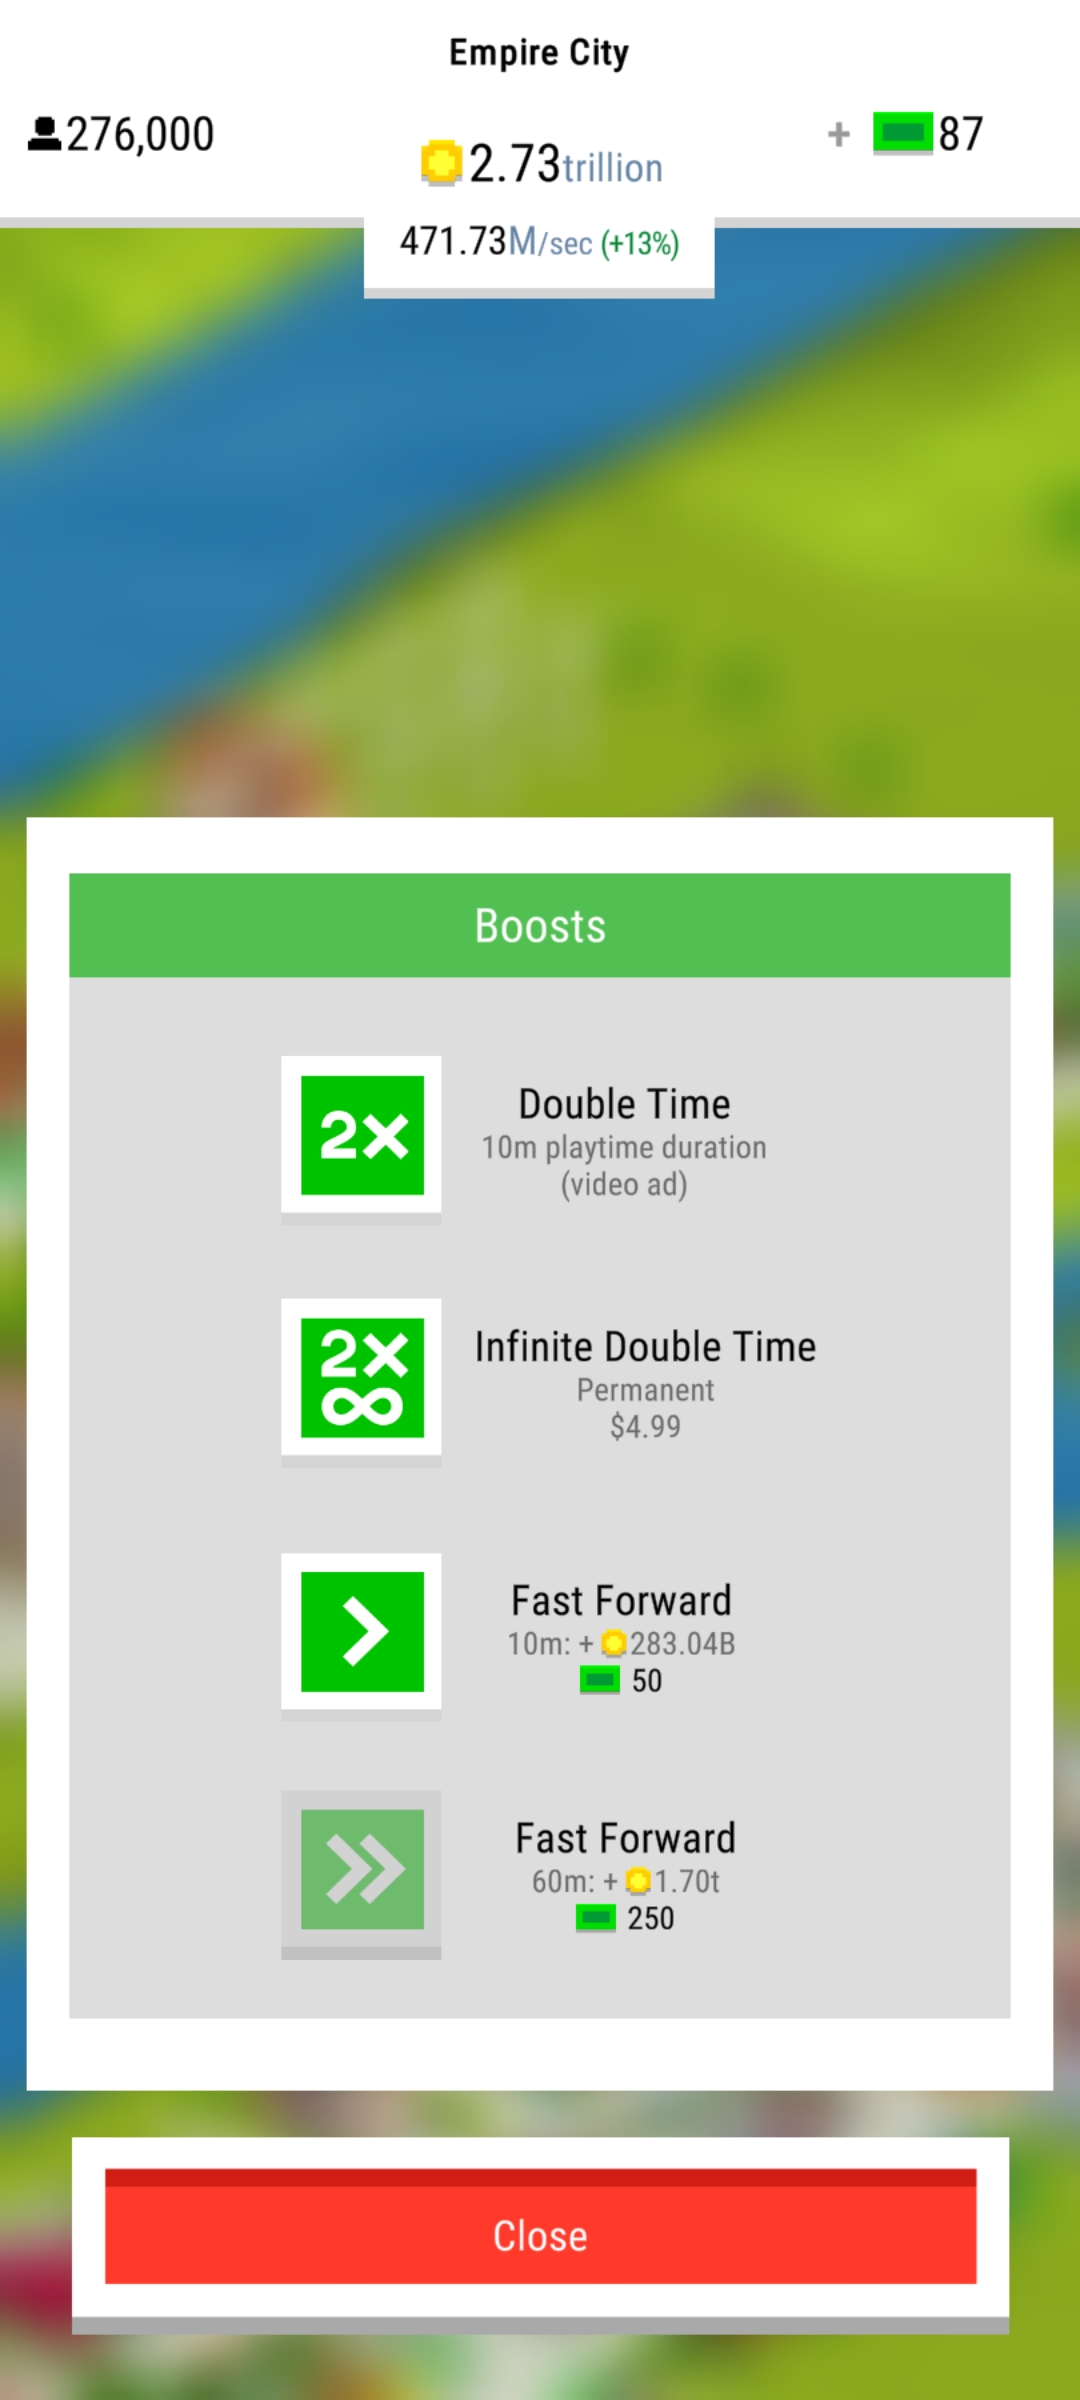 Empire City
276,000
2.73trillion
+ 87
471.73M/sec (+13%)
Boosts
2×
Double Time
10m playtime duration
(video ad)
2×
∞
Infinite Double Time
Permanent
$4.99
Fast Forward
10m: + 283.04B
50
Fast Forward
60m: + 1.70t
250
Close